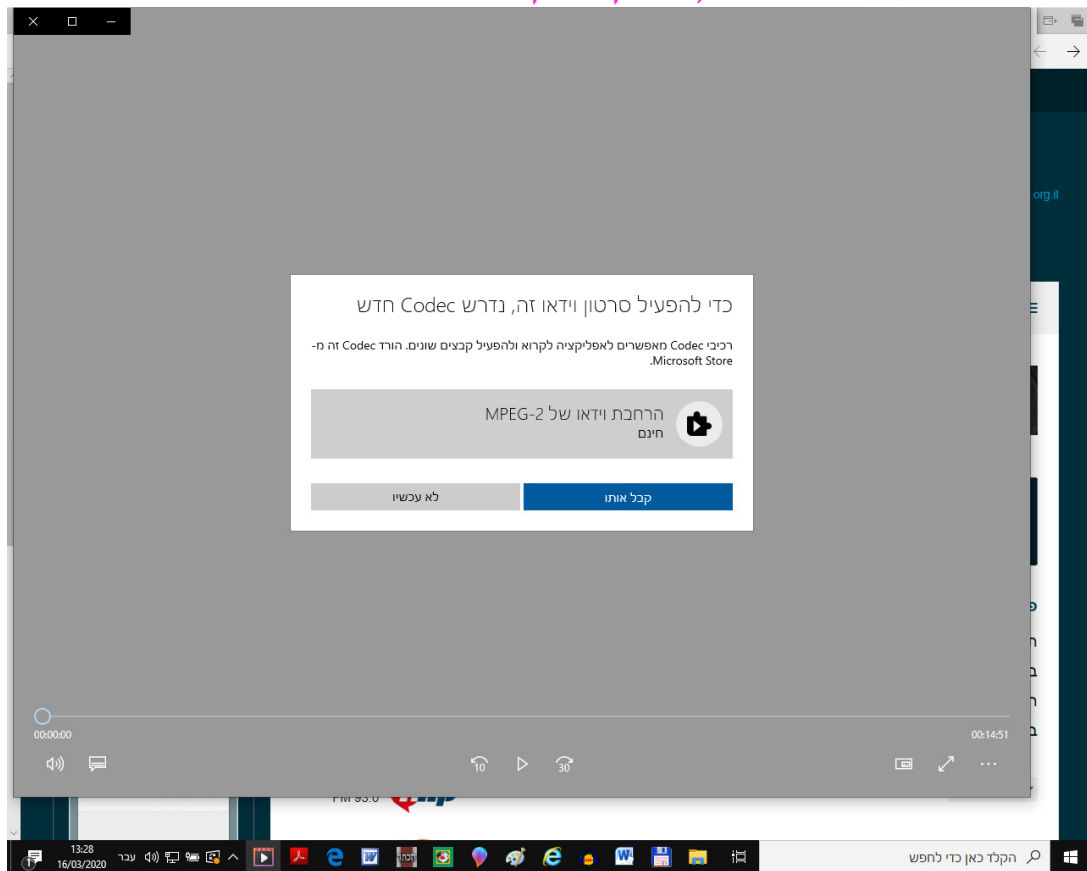 org.il
כדי להפעיל סרטון וידאו זה, נדרש Codec חדש
רכיבי Codec מאפשרים לאפליקציה לקרוא ולהפעיל קבצים שונים. הורד Codec זה מ-
Microsoft Store.
הרחבת וידאו של MPEG-2
חינם
קבל אותו
לא עכשיו
פ
ר
ב
ר
ב
00:00:00
00:14:51
10
30
FM 93.0
הקלד כאן כדי לחפש
עבר
13:28
16/03/2020
1